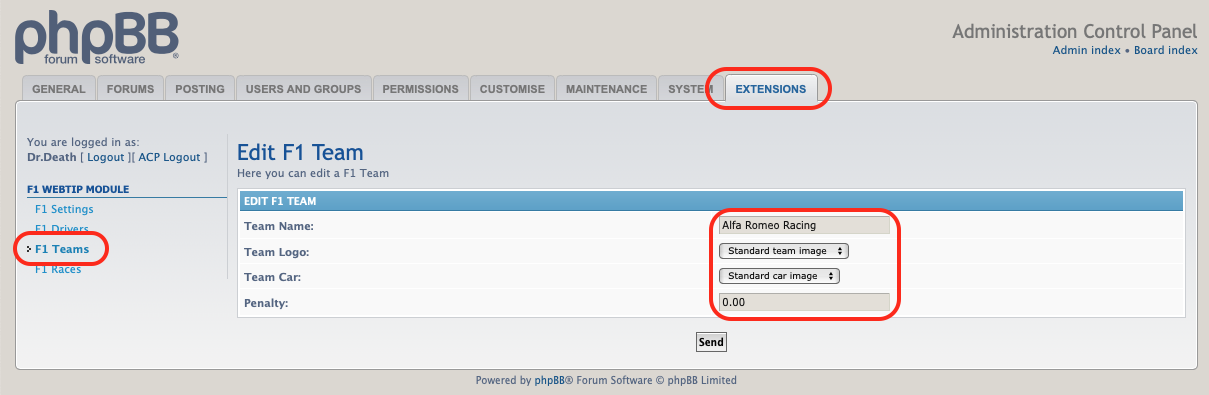 phpBB®
forum software
Administration Control Panel
Admin index • Board index
GENERAL FORUMS POSTING USERS AND GROUPS PERMISSIONS CUSTOMISE MAINTENANCE SYSTEM EXTENSIONS
You are logged in as:
Dr.Death [ Logout ][ ACP Logout ]
F1 WEBTIP MODULE
F1 Settings
F1 Drivers
F1 Teams
F1 Races
Edit F1 Team
Here you can edit a F1 Team
EDIT F1 TEAM
Team Name: Alfa Romeo Racing
Team Logo: Standard team image
Team Car: Standard car image
Penalty: 0.00
Send
Powered by phpBB® Forum Software © phpBB Limited